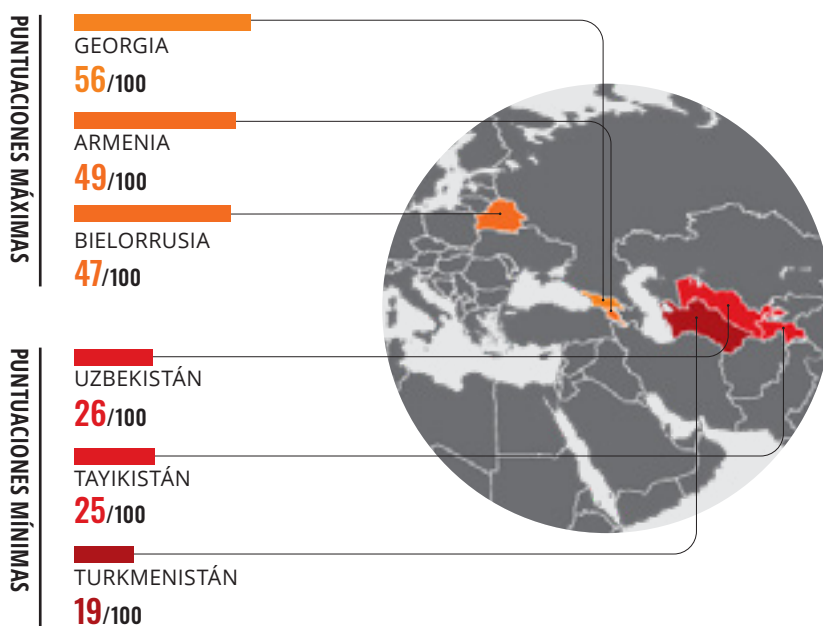 PUNTUACIONES MÁXIMAS
GEORGIA
56/100
ARMENIA
49/100
BIELORRUSIA
47/100
PUNTUACIONES MÍNIMAS
UZBEKISTÁN
26/100
TAYIKISTÁN
25/100
TURKMENISTÁN
19/100